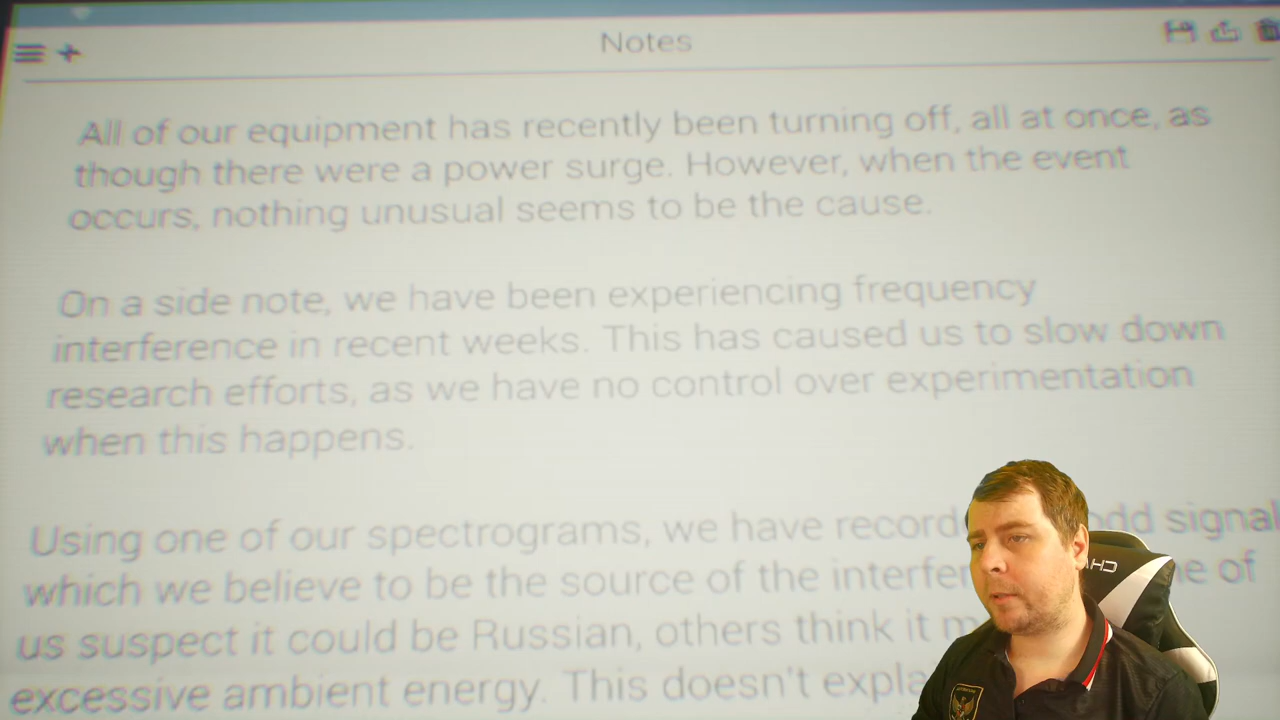 Notes
All of our equipment has recently been turning off, all at once, as
though there were a power surge. However, when the event
occurs, nothing unusual seems to be the cause.
On a side note, we have been experiencing frequency
interference in recent weeks. This has caused us to slow down
research efforts, as we have no control over experimentation
when this happens.
Using one of our spectrograms, we have record odd signal
which we believe to be the source of the interfer of
us suspect it could be Russian, others think it
excessive ambient energy. This doesn't expla